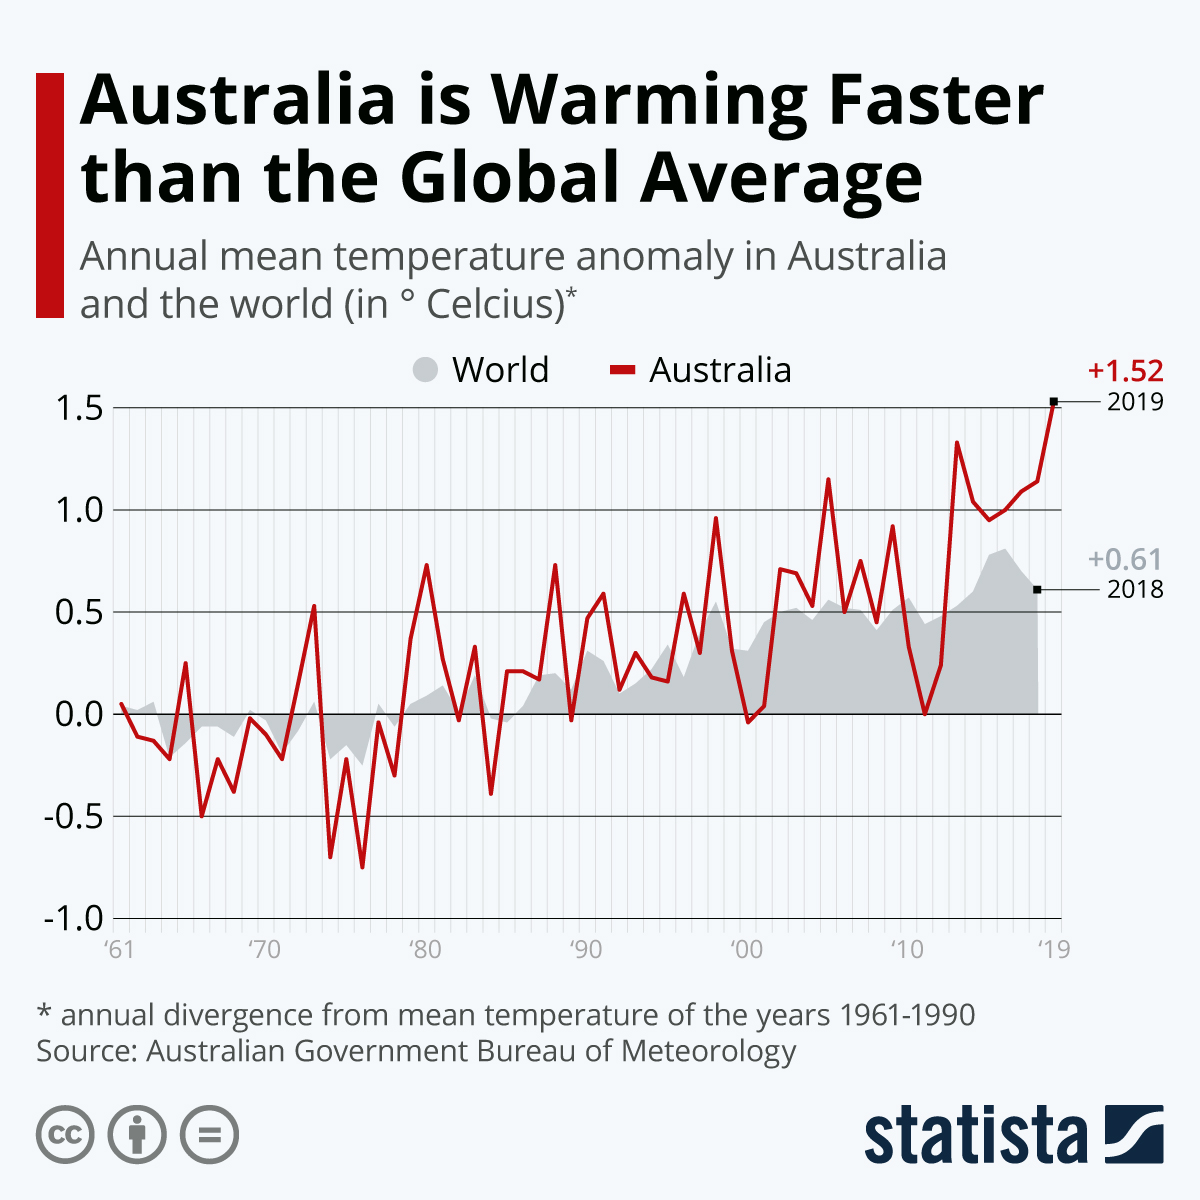 Australia is Warming Faster
than the Global Average
Annual mean temperature anomaly in Australia
and the world (in ° Celcius)*
World
Australia
+1.52
2019
+0.61
2018
1.5
1.0
0.5
0.0
-0.5
-1.0
‘61 ‘70 ‘80 ‘90 ‘00 ‘10 ‘19
* annual divergence from mean temperature of the years 1961-1990
Source: Australian Government Bureau of Meteorology
cc
=
statista